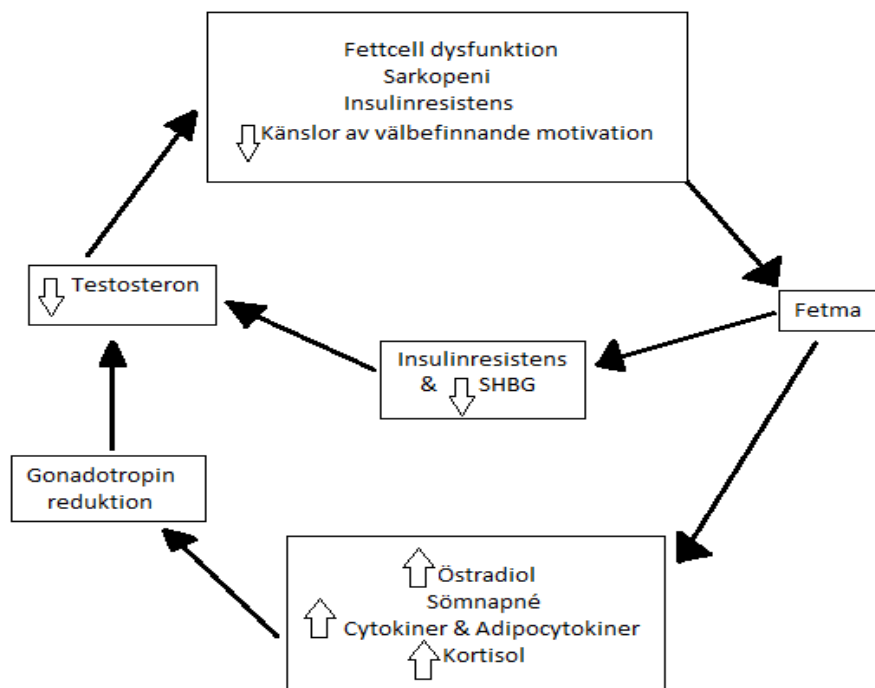 Fettcell dysfunktion
Sarkopeni
Insulinresistens
Känslor av välbefinnande motivation
Testosteron
Fetma
Insulinresistens
& SHBG
Gonadotropin
reduktion
Östradiol
Sömnapné
Cytokiner & Adipocytokiner
Kortisol